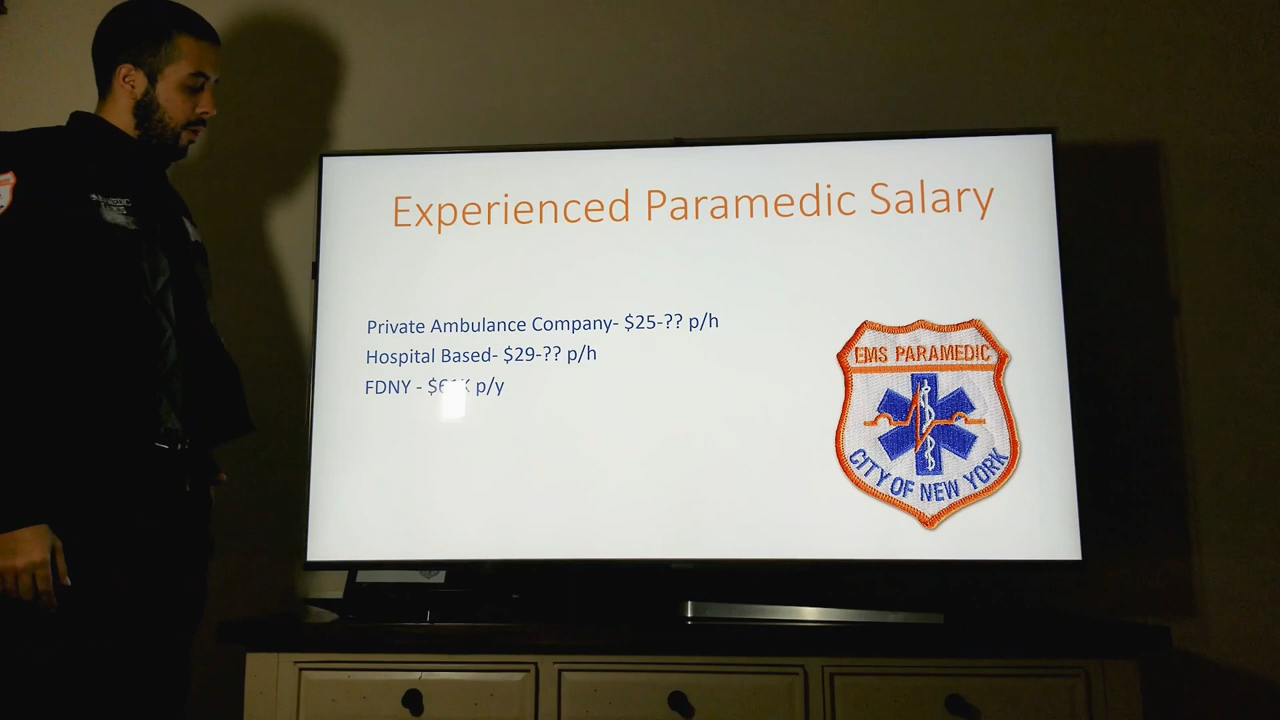 Experienced Paramedic Salary
Private Ambulance Company- $25-?? p/h
Hospital Based- $29-?? p/h
FDNY - p/y
EMS PARAMEDIC
CITY OF NEW YORK